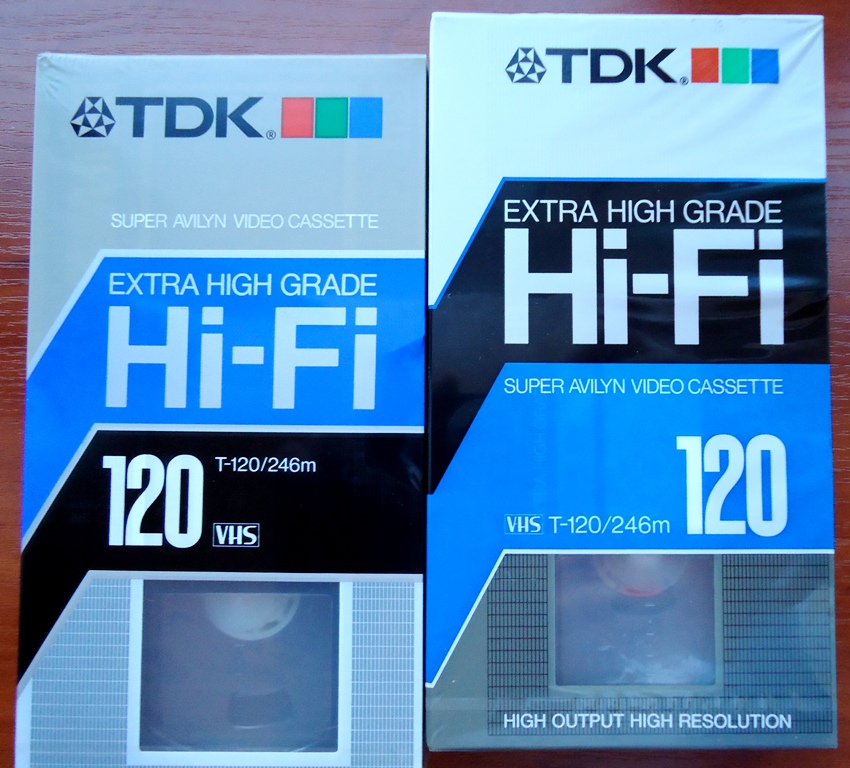 TDK®
SUPER AVILYN VIDEO CASSETTE
EXTRA HIGH GRADE
Hi-Fi
120 T-120/246m
VHS
TDK®
EXTRA HIGH GRADE
Hi-Fi
SUPER AVILYN VIDEO CASSETTE
VHS T-120/246m 120
HIGH OUTPUT HIGH RESOLUTION